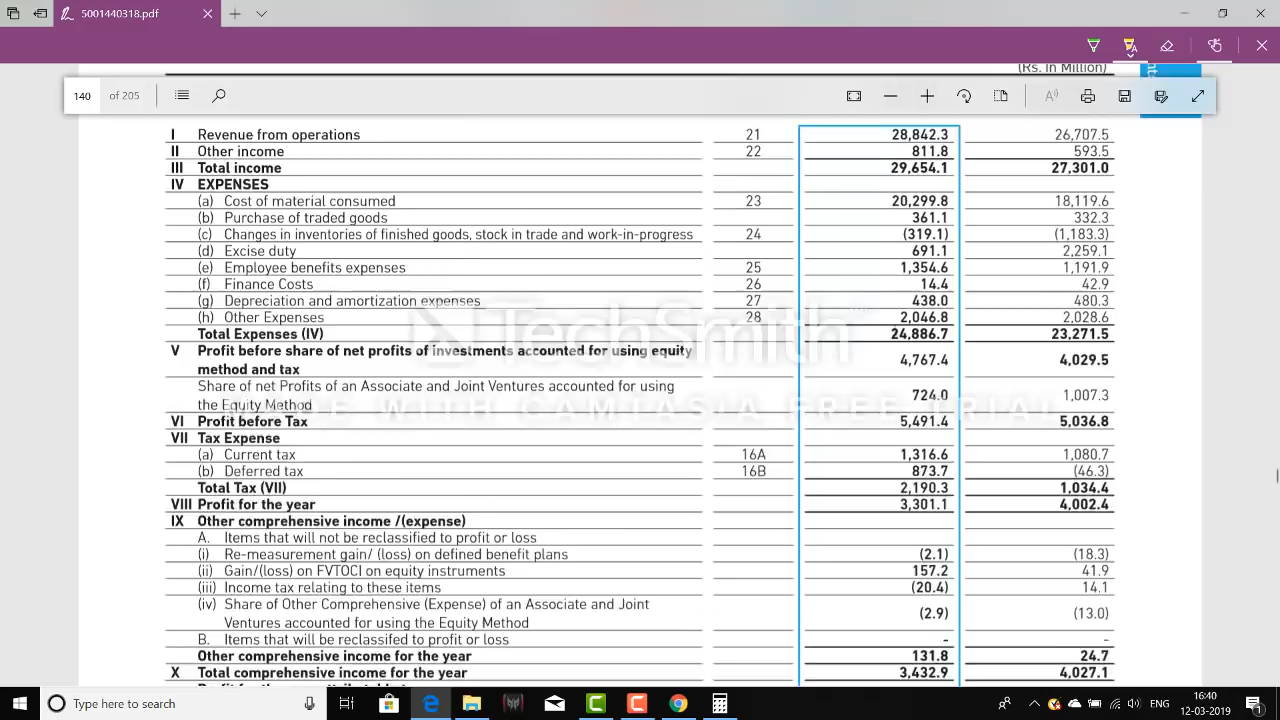 5001440318.pdf
(Rs. In Million)
140 of 205
I Revenue from operations 21 28,842.3 26,707.5
II Other income 22 811.8 593.5
III Total income 29,654.1 27,301.0
IV EXPENSES
(a) Cost of material consumed 23 20,299.8 18,119.6
(b) Purchase of traded goods 361.1 332.3
(c) Changes in inventories of finished goods, stock in trade and work-in-progress 24 (319.1) (1,183.3)
(d) Excise duty 691.1 2,259.1
(e) Employee benefits expenses 25 1,354.6 1,191.9
(f) Finance Costs 26 14.4 42.9
(g) Depreciation and amortization expenses 27 438.0 480.3
(h) Other Expenses 28 2,046.8 2,028.6
Total Expenses (IV) 24,886.7 23,271.5
V Profit before share of net profits of investments accounted for using equity
method and tax 4,767.4 4,029.5
Share of net Profits of an Associate and Joint Ventures accounted for using
the Equity Method 724.0 1,007.3
VI Profit before Tax 5,491.4 5,036.8
VII Tax Expense
(a) Current tax 16A 1,316.6 1,080.7
(b) Deferred tax 16B 873.7 (46.3)
Total Tax (VII) 2,190.3 1,034.4
VIII Profit for the year 3,301.1 4,002.4
IX Other comprehensive income /(expense)
A. Items that will not be reclassified to profit or loss
(i) Re-measurement gain/ (loss) on defined benefit plans (2.1) (18.3)
(ii) Gain/(loss) on FVTOCI on equity instruments 157.2 41.9
(iii) Income tax relating to these items (20.4) 14.1
(iv) Share of Other Comprehensive (Expense) of an Associate and Joint
Ventures accounted for using the Equity Method (2.9) (13.0)
B. Items that will be reclassifed to profit or loss - -
Other comprehensive income for the year 131.8 24.7
X Total comprehensive income for the year 3,432.9 4,027.1
TechSmith
MADE WITH CAMTASIA FREE TRIAL
Type here to search
16:40
ENG
12-03-2019